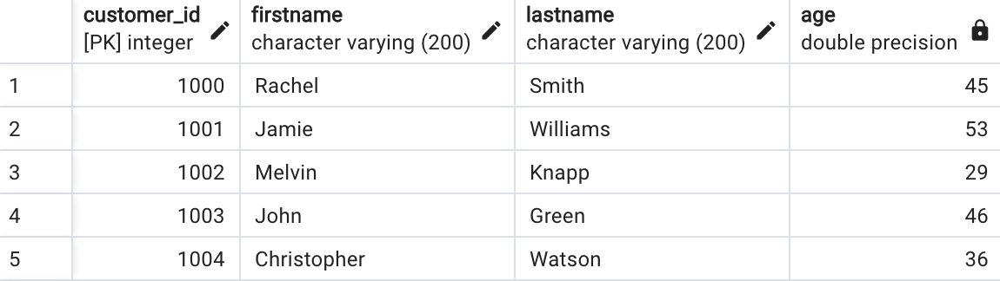 customer_id firstname lastname age
[PK] integer character varying (200) character varying (200) double precision
1 1000 Rachel Smith 45
2 1001 Jamie Williams 53
3 1002 Melvin Knapp 29
4 1003 John Green 46
5 1004 Christopher Watson 36